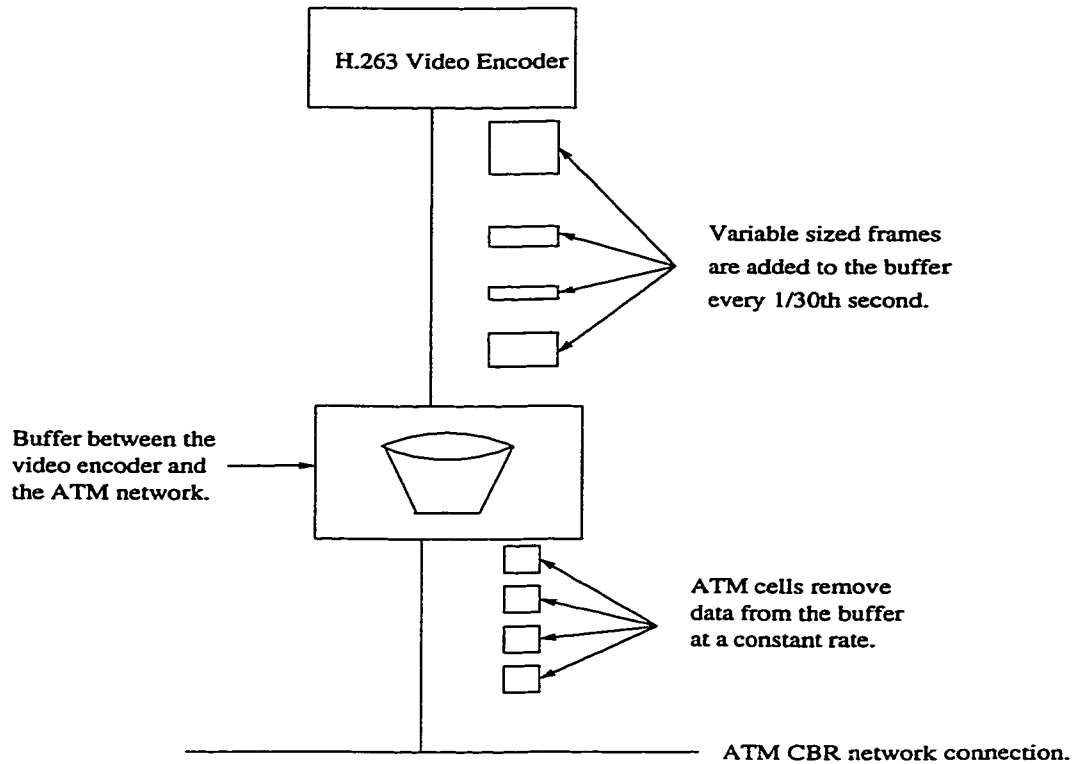 H.263 Video Encoder
Variable sized frames
are added to the buffer
every 1/30th second.
Buffer between the
video encoder and
the ATM network.
ATM cells remove
data from the buffer
at a constant rate.
ATM CBR network connection.